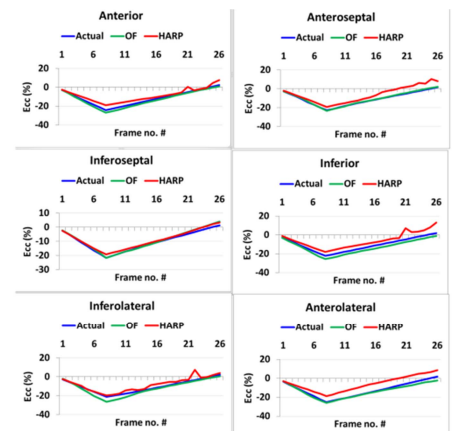 Anterior
Actual OF HARP
1 6 11 16 21 26
20
0
-20
-40
Ecc (%)
Frame no. #
Anteroseptal
Actual OF HARP
1 6 11 16 21 26
20
0
-20
-40
Ecc (%)
Frame no. #
Inferoseptal
Actual OF HARP
1 6 11 16 21 26
10
0
-10
-20
-30
Ecc (%)
Frame no. #
Inferior
Actual OF HARP
1 6 11 16 21 26
20
0
-20
-40
Ecc (%)
Frame no. #
Inferolateral
Actual OF HARP
1 6 11 16 21 26
20
0
-20
-40
Ecc (%)
Frame no. #
Anterolateral
Actual OF HARP
1 6 11 16 21 26
20
0
-20
-40
Ecc (%)
Frame no. #